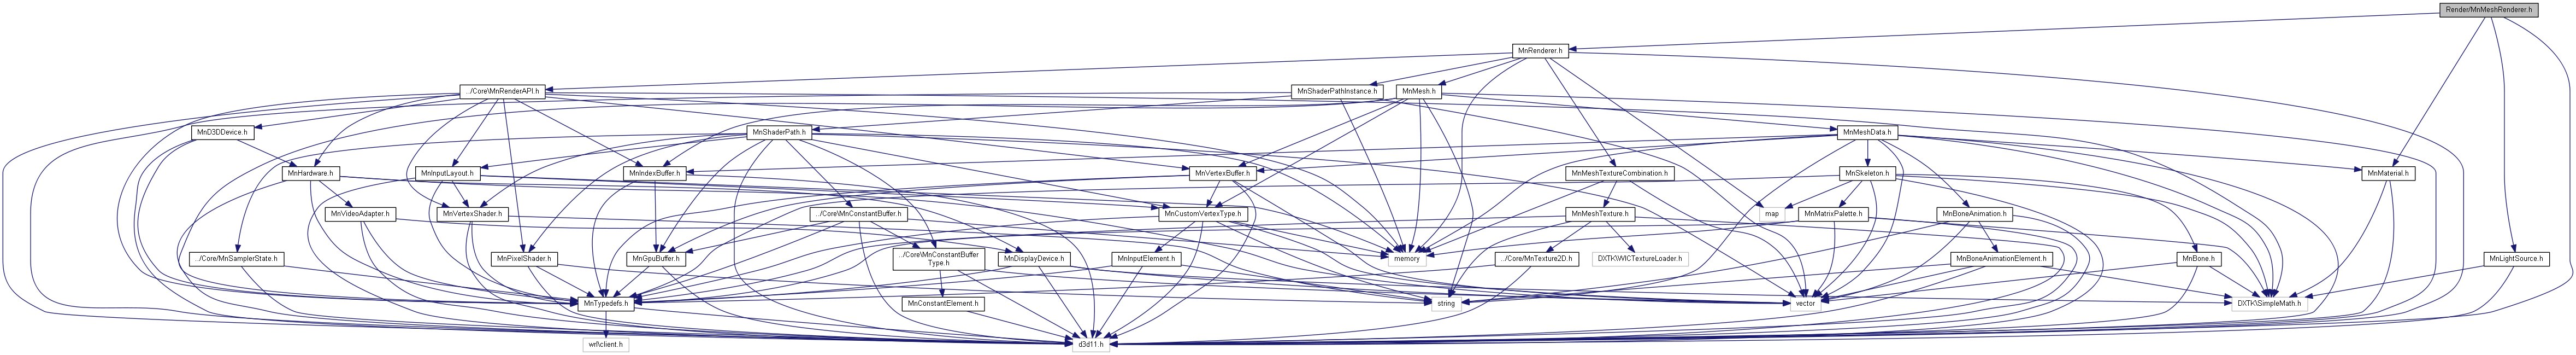 Render/MnMeshRenderer.h
MnRenderer.h
../Core\MnRenderAPI.h
MnShaderPathInstance.h
MnMesh.h
MnD3DDevice.h
MnShaderPath.h
MnMeshData.h
MnHardware.h
MnInputLayout.h
MnIndexBuffer.h
MnVertexBuffer.h
MnMeshTextureCombination.h
MnSkeleton.h
MnMaterial.h
MnVideoAdapter.h
MnVertexShader.h
../Core\MnConstantBuffer.h
MnCustomVertexType.h
MnMeshTexture.h
map
MnMatrixPalette.h
MnBoneAnimation.h
../Core/MnSamplerState.h
MnPixelShader.h
MnGpuBuffer.h
../Core\MnConstantBuffer
Type.h
MnDisplayDevice.h
MnInputElement.h
memory
../Core/MnTexture2D.h
DXTK\WICTextureLoader.h
MnBoneAnimationElement.h
MnBone.h
MnLightSource.h
MnTypedefs.h
MnConstantElement.h
string
vector
DXTK\SimpleMath.h
wrl\client.h
d3d11.h